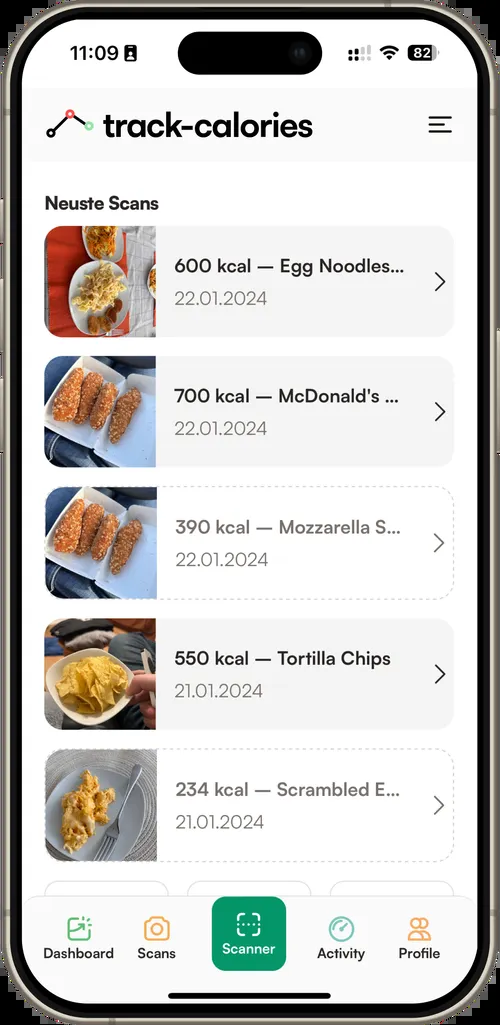 11:09
82
track-calories
Neuste Scans
600 kcal — Egg Noodles...
22.01.2024
700 kcal — McDonald's ...
22.01.2024
390 kcal — Mozzarella S...
22.01.2024
550 kcal — Tortilla Chips
21.01.2024
234 kcal — Scrambled E...
21.01.2024
Dashboard
Scans
Scanner
Activity
Profile